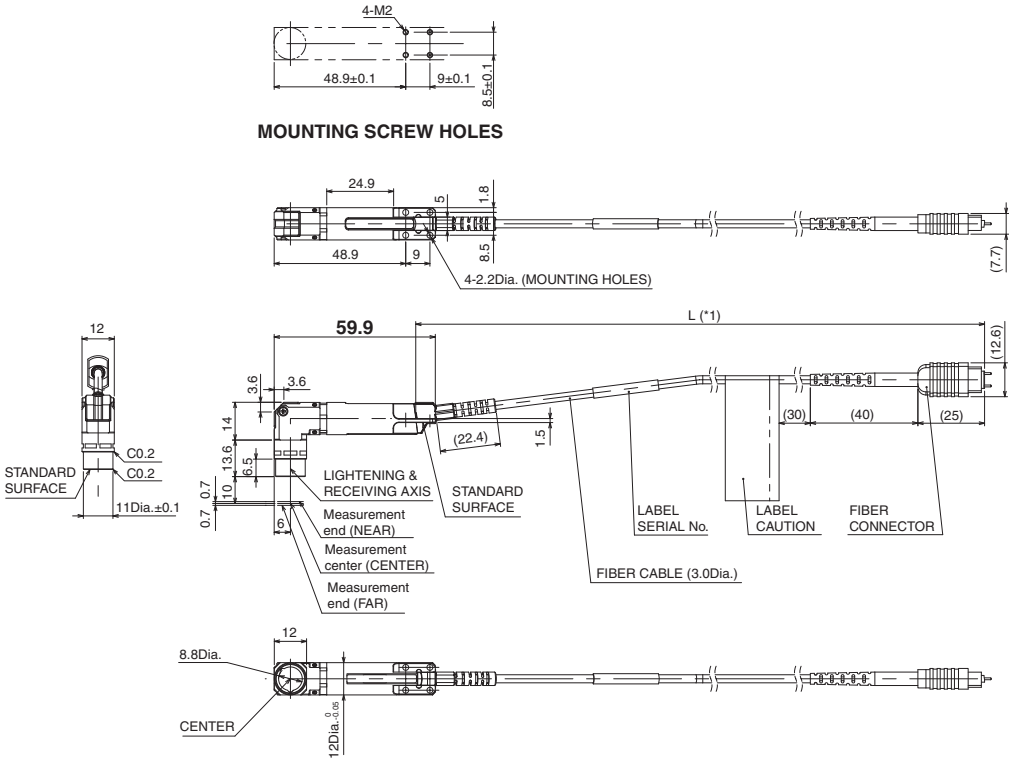 4-M2
48.9±0.1
9±0.1
8.5±0.1
MOUNTING SCREW HOLES
24.9
5
1.8
48.9
9
8.5
(7.7)
4-2.2Dia. (MOUNTING HOLES)
12
59.9
L (*1)
(12.6)
3.6
3.6
14
13.6
6.5
10
0.7
0.7
6
(22.4)
1.5
(30)
(40)
(25)
C0.2
C0.2
STANDARD
SURFACE
11Dia.±0.1
LIGHTENING &
RECEIVING AXIS
STANDARD
SURFACE
Measurement
end (NEAR)
Measurement
center (CENTER)
Measurement
end (FAR)
LABEL
SERIAL No.
LABEL
CAUTION
FIBER
CONNECTOR
FIBER CABLE (3.0Dia.)
12
8.8Dia.
CENTER
12Dia. 0 -0.05